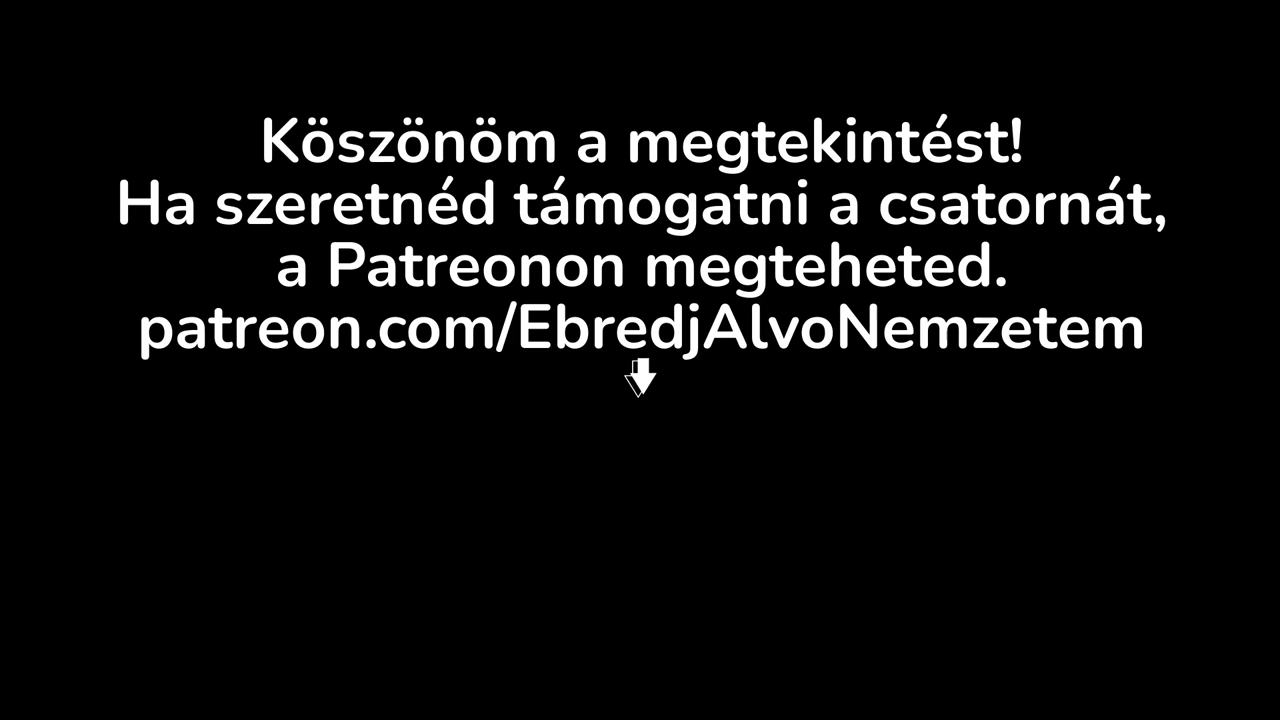 Köszönöm a megtekintést!
Ha szeretnéd támogatni a csatornát,
a Patreonon megteheted.
patreon.com/EbredjAlvoNemzetem